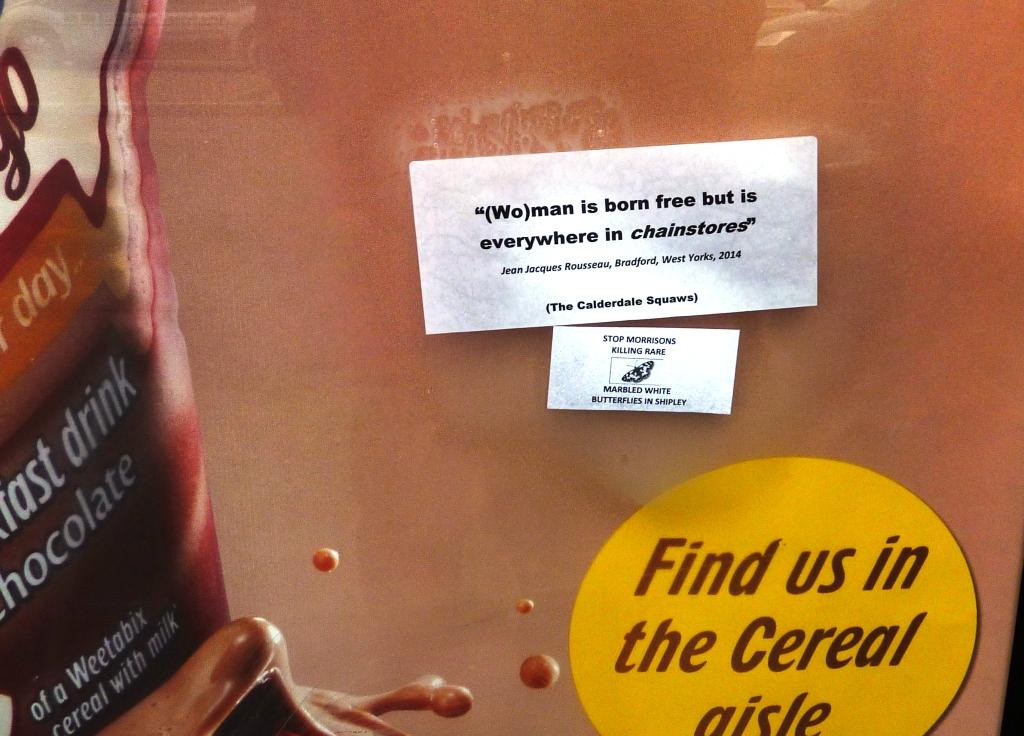 “(Wo)man is born free but is
everywhere in chainstores”
Jean Jacques Rousseau, Bradford, West Yorks, 2014
(The Calderdale Squaws)
STOP MORRISONS
KILLING RARE
MARBLED WHITE
BUTTERFLIES IN SHIPLEY
go
r day
fast drink
hocolate
of a Weetabix
cereal with milk
Find us in
the Cereal
aisle